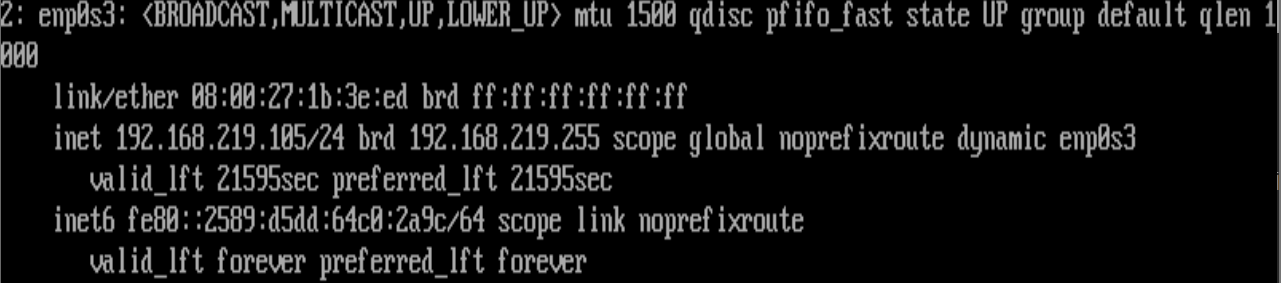 2: enp0s3: <BROADCAST,MULTICAST,UP,LOWER_UP> mtu 1500 qdisc pfifo_fast state UP group default qlen 1
000
    link/ether 08:00:27:1b:3e:ed brd ff:ff:ff:ff:ff:ff
    inet 192.168.219.105/24 brd 192.168.219.255 scope global noprefixroute dynamic enp0s3
       valid_lft 21595sec preferred_lft 21595sec
    inet6 fe80::2589:d5dd:64c0:2a9c/64 scope link noprefixroute
       valid_lft forever preferred_lft forever